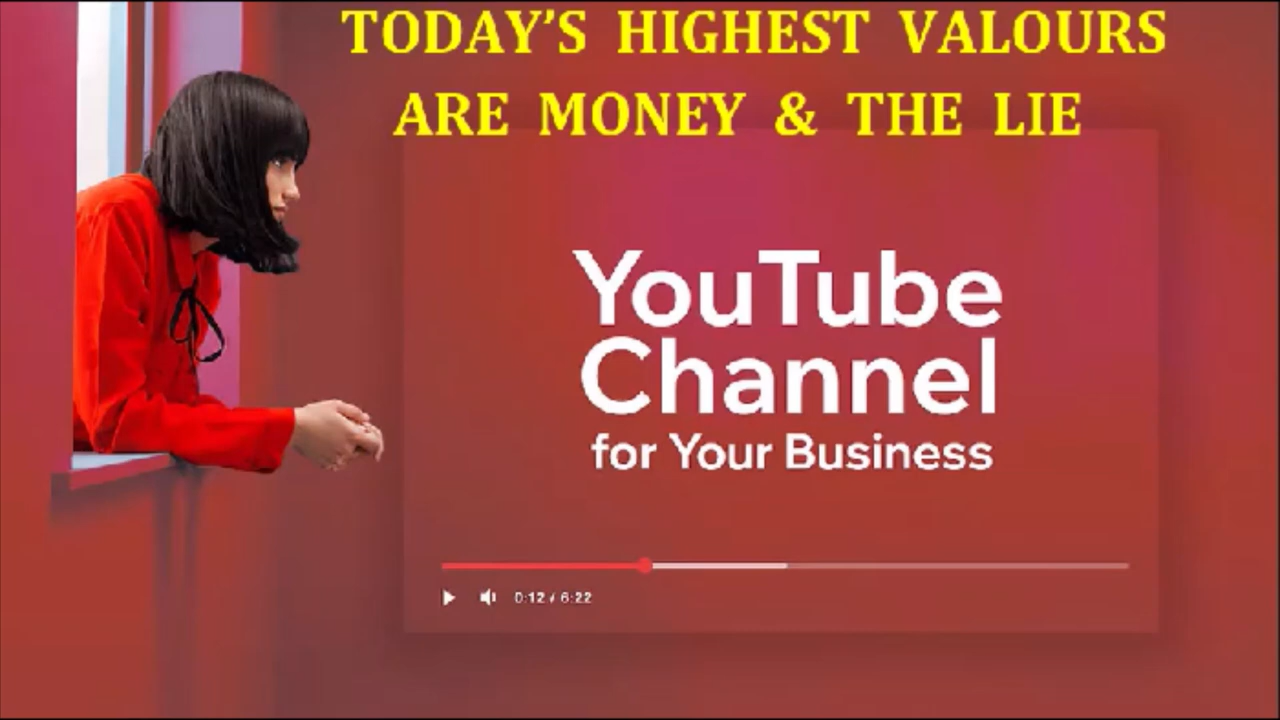 TODAY'S HIGHEST VALOURS
ARE MONEY & THE LIE
YouTube
Channel
for Your Business
0:12 / 6:22